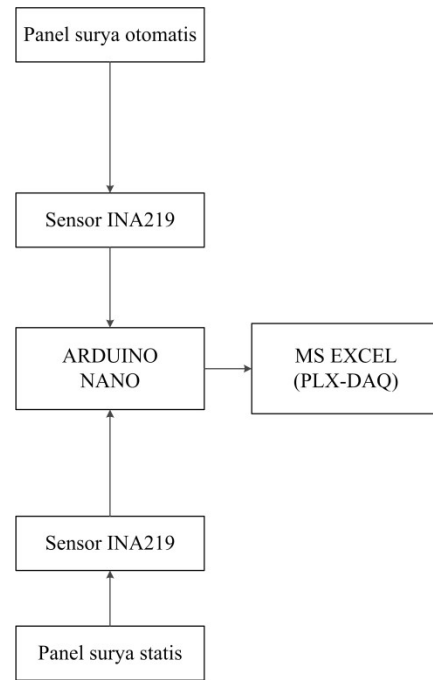 Panel surya otomatis
Sensor INA219
ARDUINO
NANO
MS EXCEL
(PLX-DAQ)
Sensor INA219
Panel surya statis